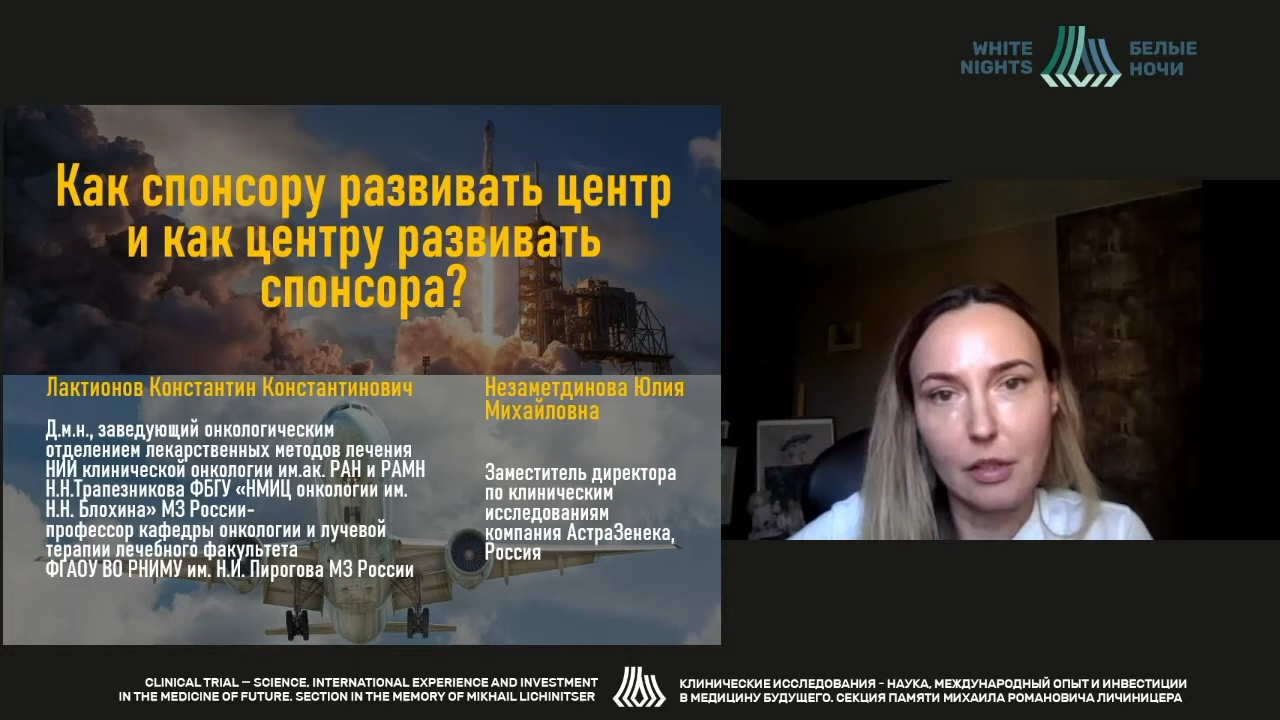 WHITE
NIGHTS
БЕЛЫЕ
НОЧИ
Как спонсору развивать центр
и как центру развивать
спонсора?
Лактионов Константин Константинович
Д.м.н., заведующий онкологическим
отделением лекарственных методов лечения
НИИ клинической онкологии им.ак. РАН и РАМН
Н.Н.Трапезникова ФБГУ «НМИЦ онкологии им.
Н.Н. Блохина» МЗ России-
профессор кафедры онкологии и лучевой
терапии лечебного факультета
ФГАОУ ВО РНИМУ им. Н.И. Пирогова МЗ России
Незаметдинова Юлия
Михайловна
Заместитель директора
по клиническим
исследованиям
компания АстраЗенека,
Россия
CLINICAL TRIAL – SCIENCE, INTERNATIONAL EXPERIENCE AND INVESTMENT
IN THE MEDICINE OF FUTURE. SECTION IN THE MEMORY OF MIKHAIL LICHINITSER
КЛИНИЧЕСКИЕ ИССЛЕДОВАНИЯ - НАУКА, МЕЖДУНАРОДНЫЙ ОПЫТ И ИНВЕСТИЦИИ
В МЕДИЦИНУ БУДУЩЕГО. СЕКЦИЯ ПАМЯТИ МИХАИЛА РОМАНОВИЧА ЛИЧИНИЦЕРА